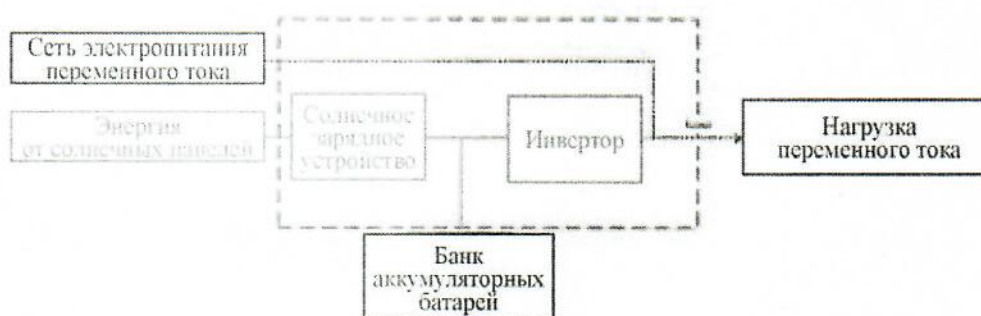 Сеть электропитания
переменного тока
Энергия
от солнечных панелей
Солнечное
зарядное
устройство
Инвертор
Нагрузка
переменного тока
Банк
аккумуляторных
батарей